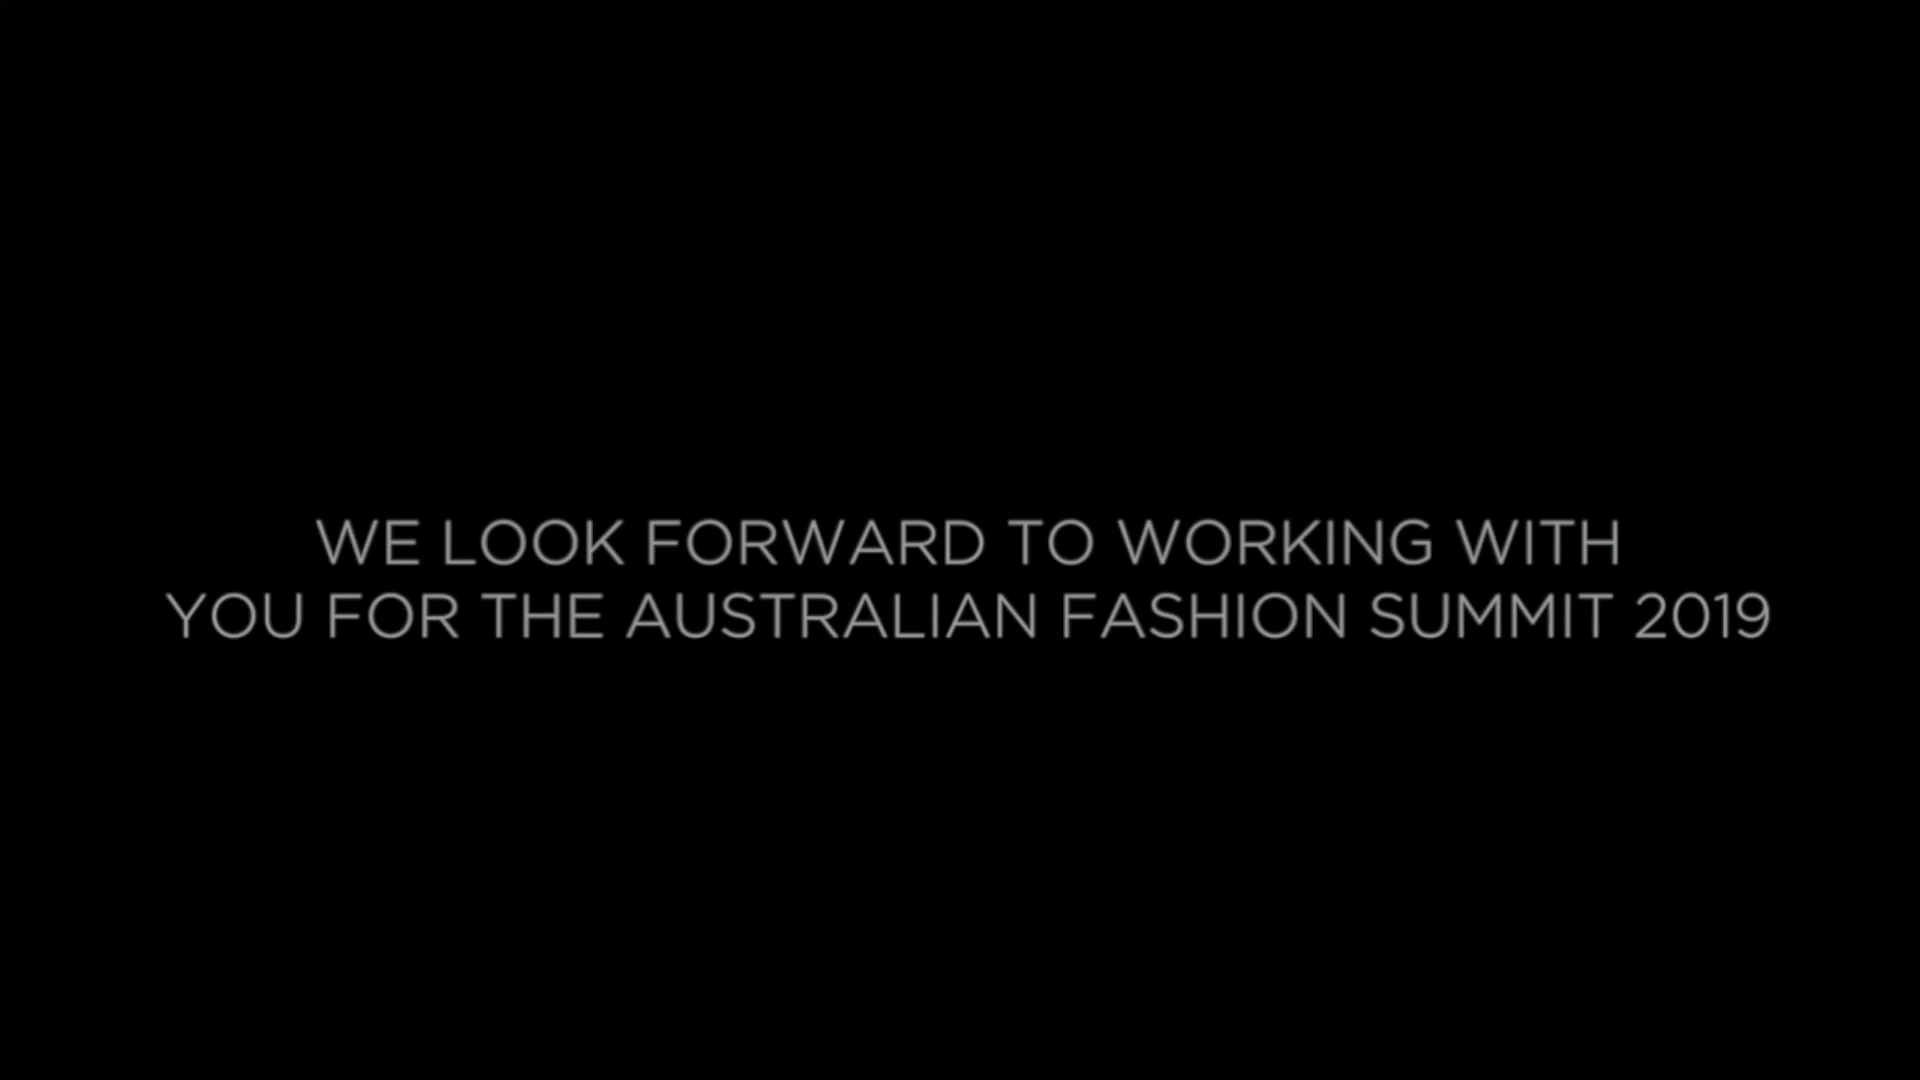 WE LOOK FORWARD TO WORKING WITH
YOU FOR THE AUSTRALIAN FASHION SUMMIT 2019